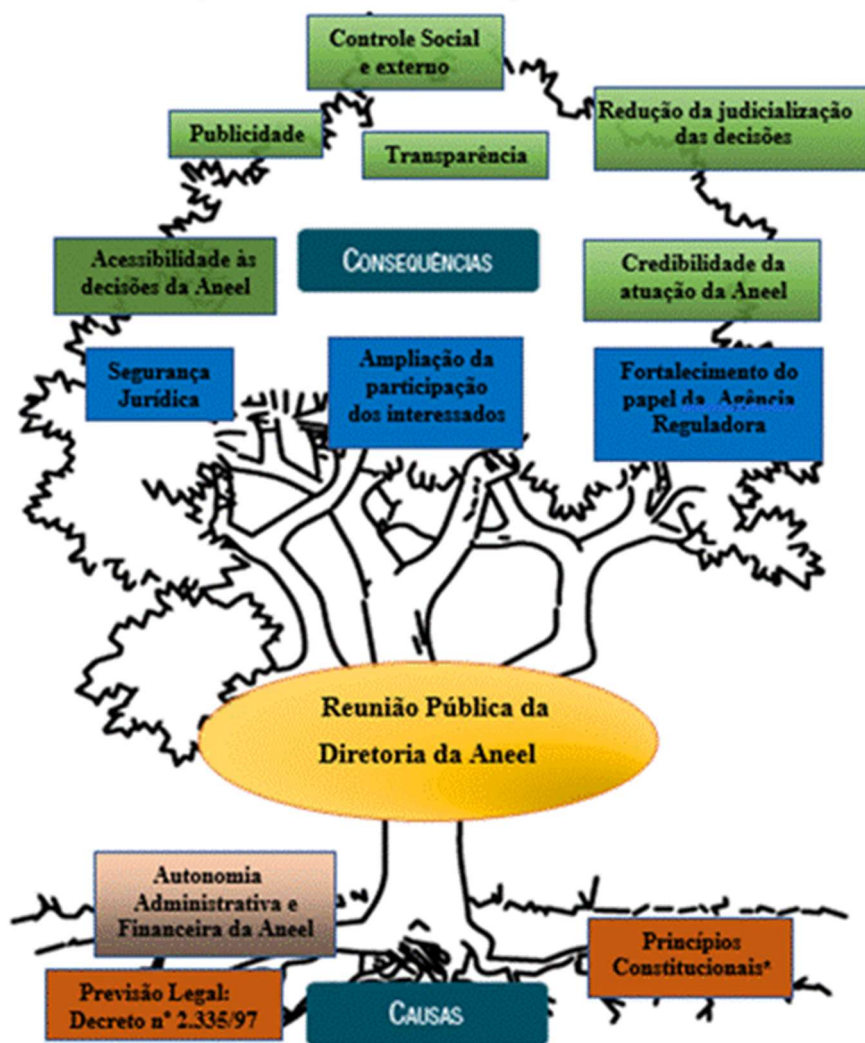 Controle Social
e externo
Publicidade
Transparência
Redução da judicialização
das decisões
Acessibilidade às
decisões da Aneel
CONSEQUÊNCIAS
Credibilidade da
atuação da Aneel
Segurança
Jurídica
Ampliação da
participação
dos interessados
Fortalecimento do
papel da Agência
Reguladora
Reunião Pública da
Diretoria da Aneel
Autonomia
Administrativa e
Financeira da Aneel
Princípios
Constitucionais*
Previsão Legal:
Decreto nº 2.335/97
CAUSAS